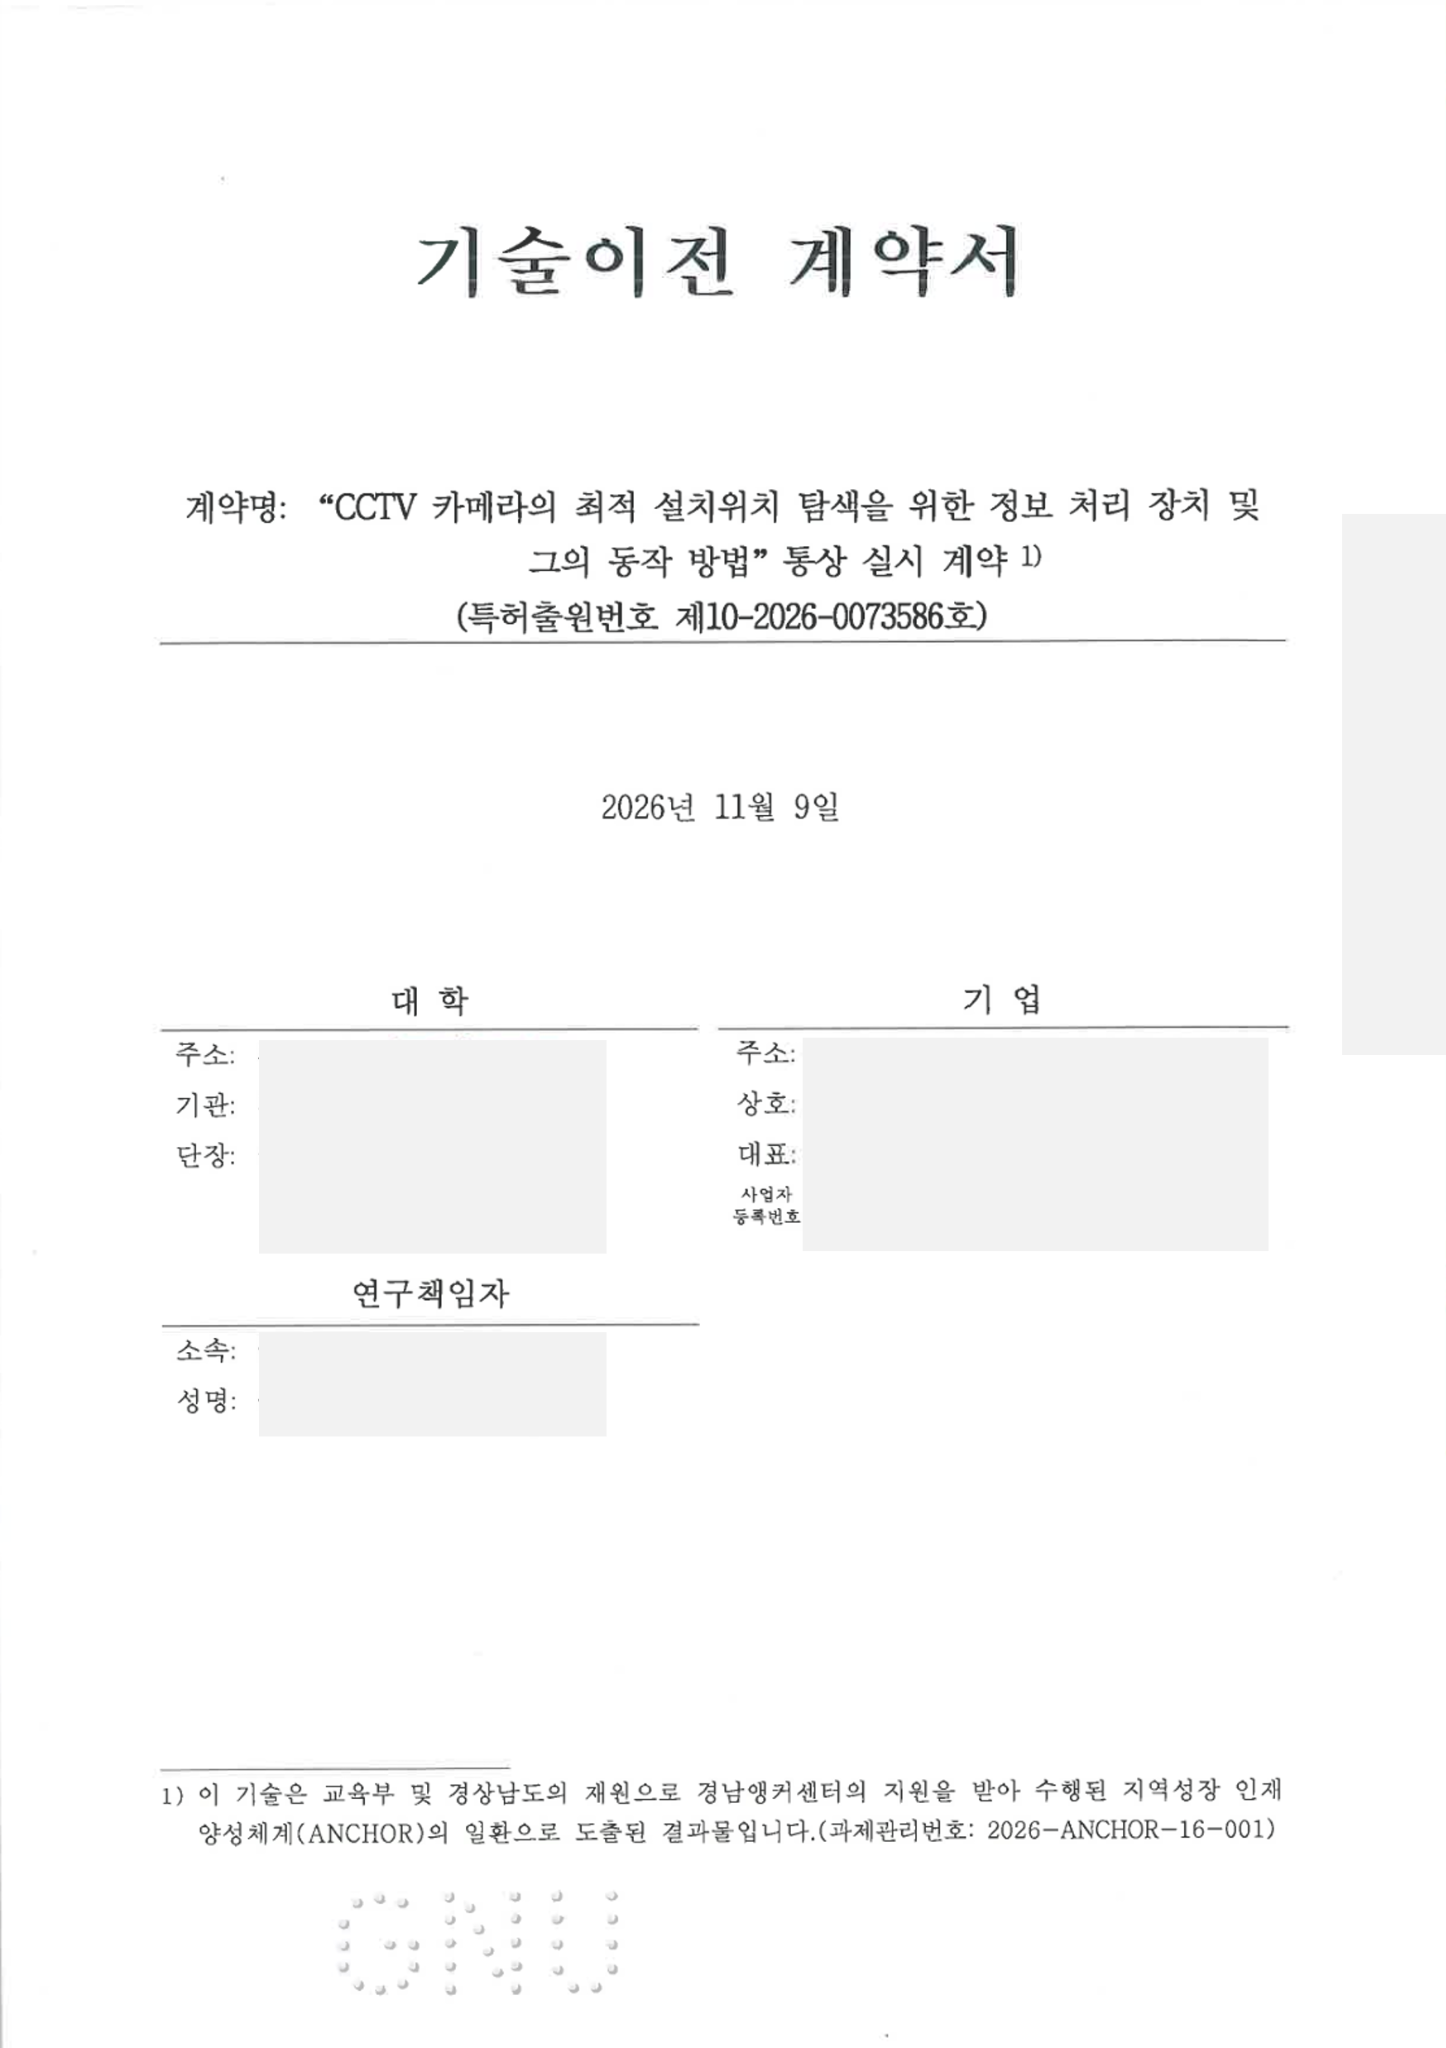 기술이전 계약서
계약명: “CCTV 카메라의 최적 설치위치 탐색을 위한 정보 처리 장치 및
그의 동작 방법” 통상 실시 계약 1)
(특허출원번호 제10-2026-0073586호)
2026년 11월 9일
대 학
주소:
기관:
단장:
기 업
주소:
상호:
대표:
사업자
등록번호
연구책임자
소속:
성명:
1) 이 기술은 교육부 및 경상남도의 재원으로 경남앵커센터의 지원을 받아 수행된 지역성장 인재
양성체계(ANCHOR)의 일환으로 도출된 결과물입니다.(과제관리번호: 2026-ANCHOR-16-001)
GNU